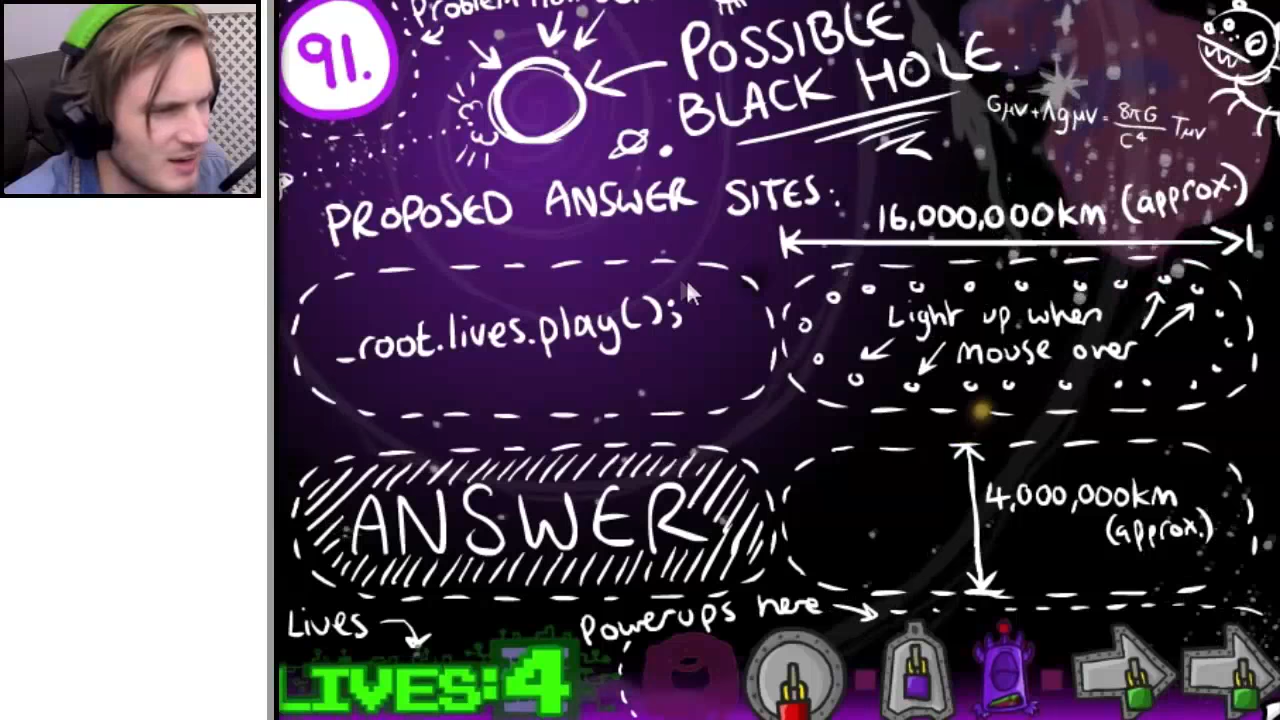 91.
Problem
POSSIBLE
BLACK HOLE
Gμν+Λgμν = 8πG/C⁴ Tμν
PROPOSED ANSWER SITES:
16,000,000km (approx.)
_root.lives.play();
Light up when
mouse over
ANSWER
4,000,000km
(approx.)
Lives
Powerups here
LIVES:4